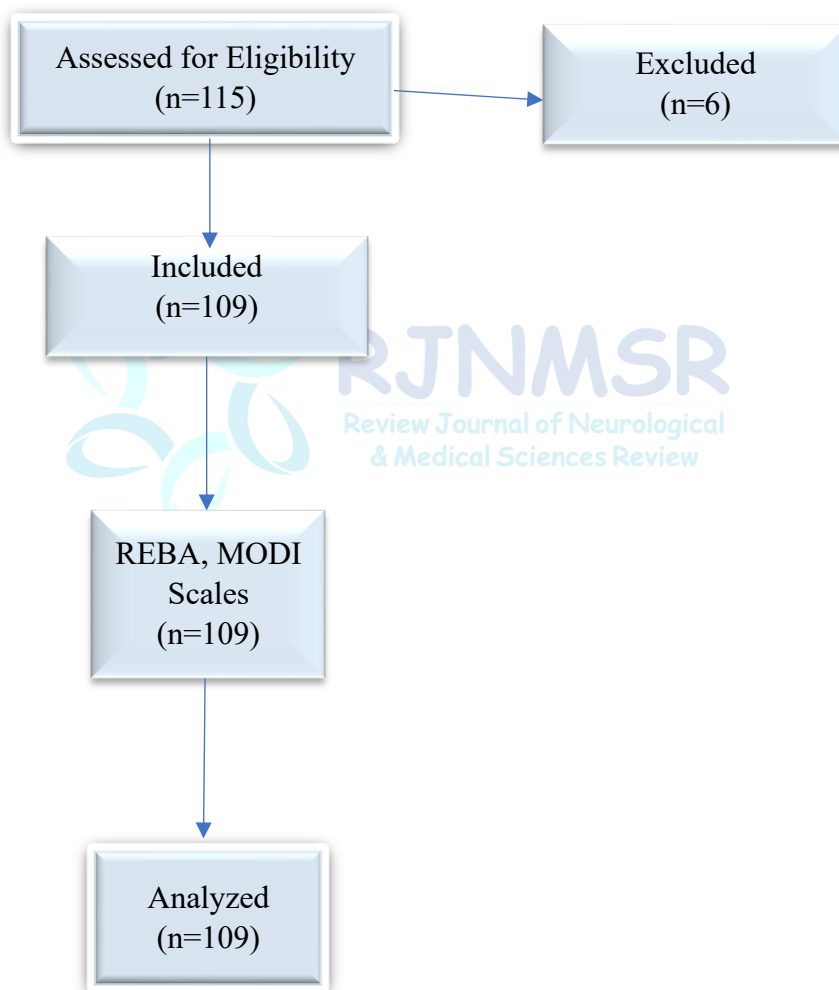 Assessed for Eligibility
(n=115)
Excluded
(n=6)
Included
(n=109)
RJNMSR
Review Journal of Neurological
& Medical Sciences Review
REBA, MODI
Scales
(n=109)
Analyzed
(n=109)